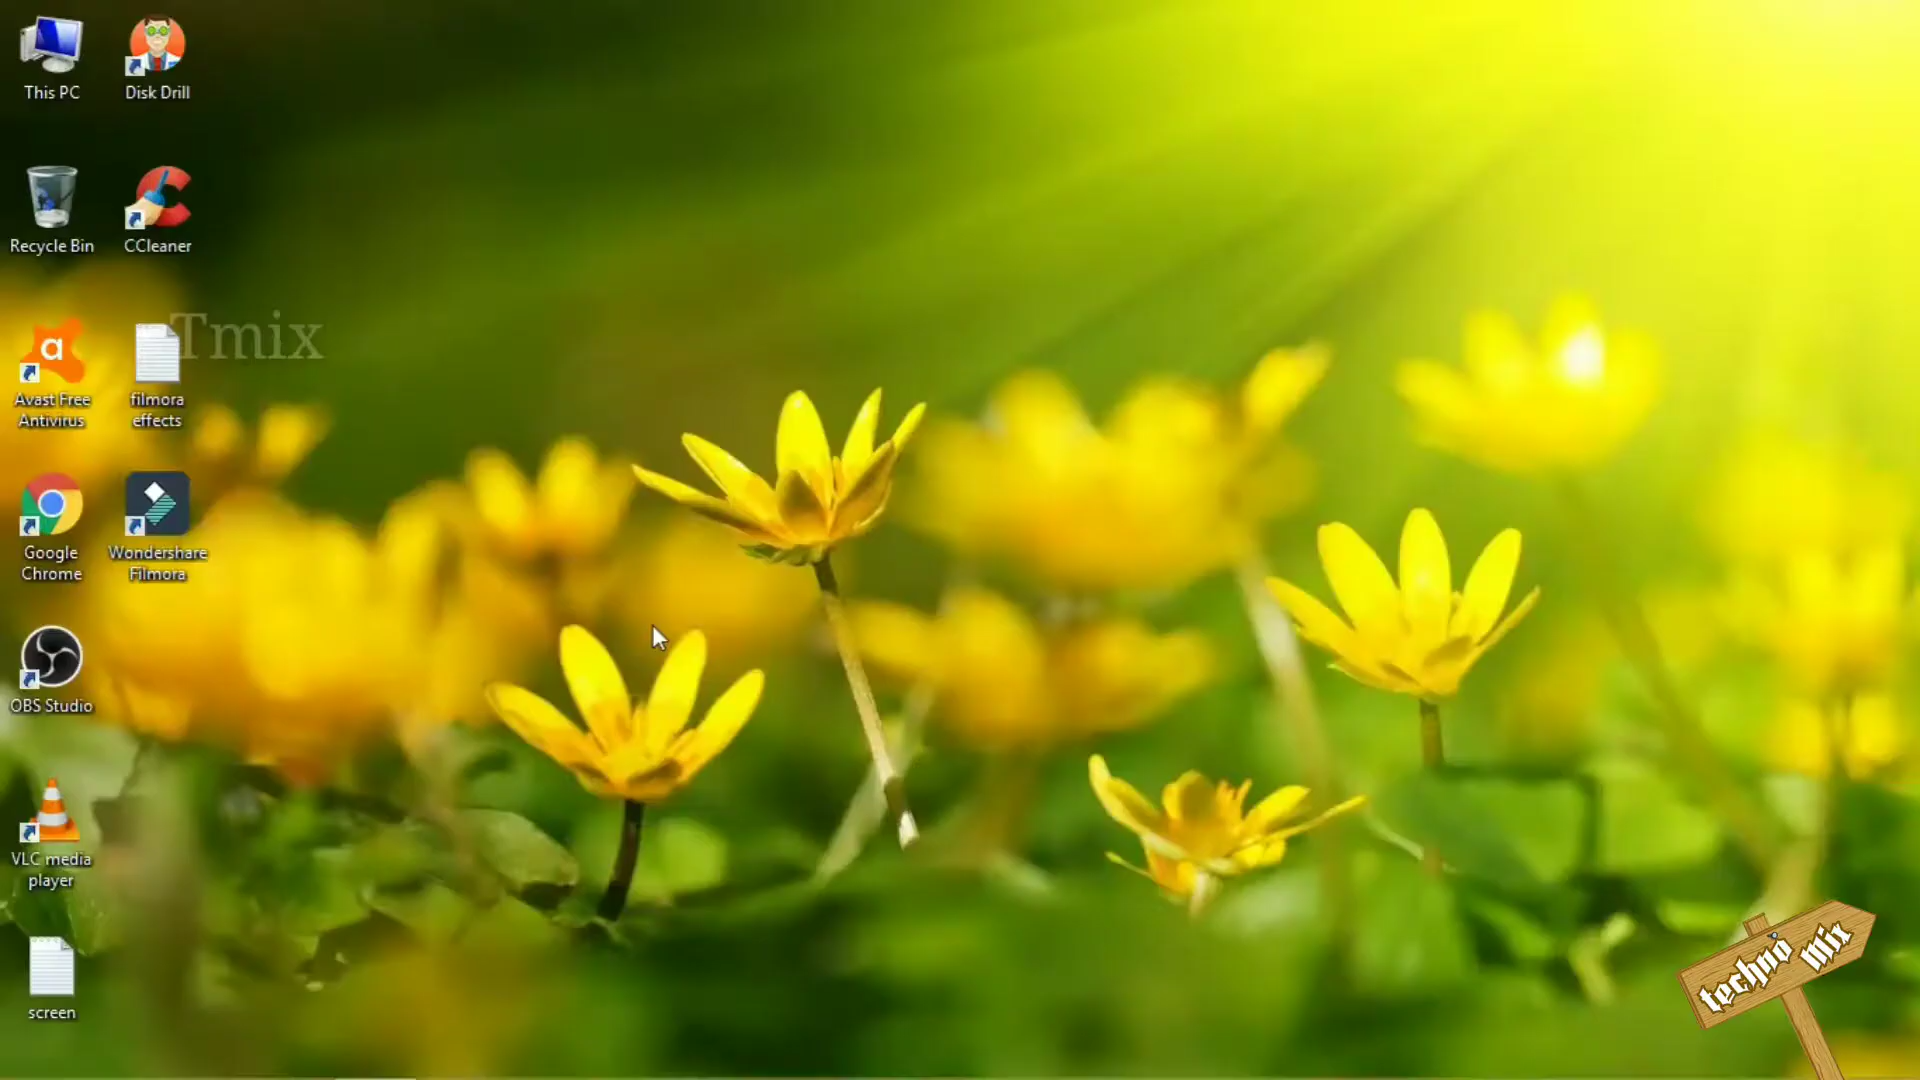 This PC
Disk Drill
Recycle Bin
CCleaner
Tmix
Avast Free
Antivirus
filmora
effects
Google
Chrome
Wondershare
Filmora
OBS Studio
VLC media
player
screen
techno mix